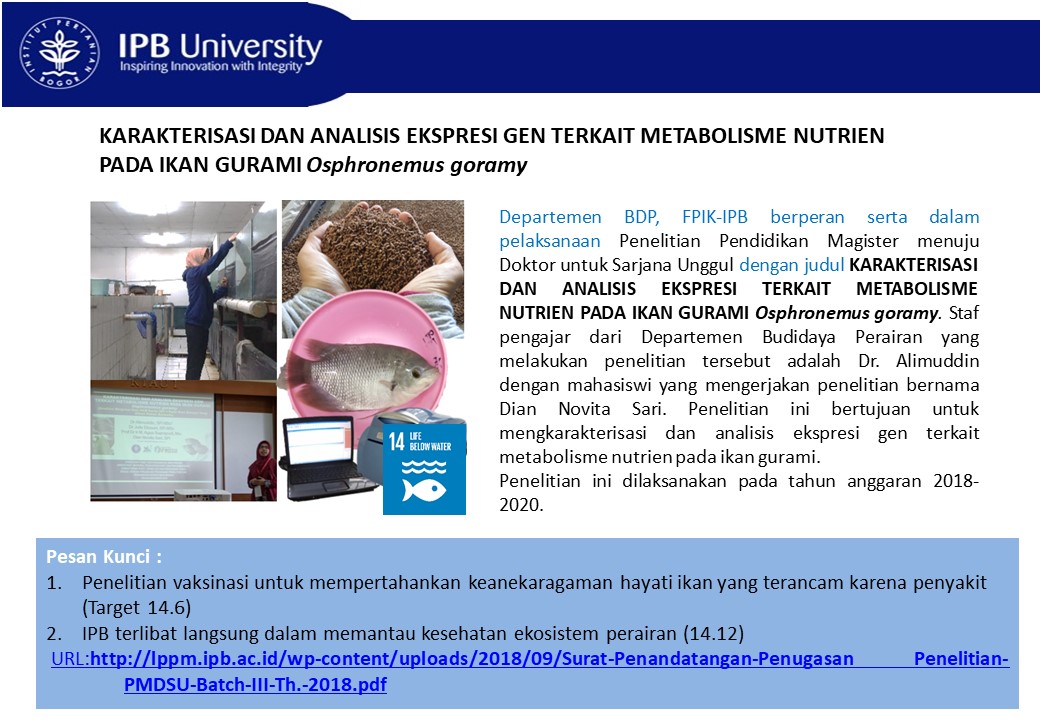 INSTITUT PERTANIAN BOGOR
IPB University
Inspiring Innovation with Integrity
KARAKTERISASI DAN ANALISIS EKSPRESI GEN TERKAIT METABOLISME NUTRIEN
PADA IKAN GURAMI Osphronemus goramy
Departemen BDP, FPIK-IPB berperan serta dalam
pelaksanaan Penelitian Pendidikan Magister menuju
Doktor untuk Sarjana Unggul dengan judul KARAKTERISASI
DAN ANALISIS EKSPRESI TERKAIT METABOLISME
NUTRIEN PADA IKAN GURAMI Osphronemus goramy. Staf
pengajar dari Departemen Budidaya Perairan yang
melakukan penelitian tersebut adalah Dr. Alimuddin
dengan mahasiswi yang mengerjakan penelitian bernama
Dian Novita Sari. Penelitian ini bertujuan untuk
mengkarakterisasi dan analisis ekspresi gen terkait
metabolisme nutrien pada ikan gurami.
Penelitian ini dilaksanakan pada tahun anggaran 2018-
2020.
14 LIFE
BELOW WATER
Pesan Kunci :
1. Penelitian vaksinasi untuk mempertahankan keanekaragaman hayati ikan yang terancam karena penyakit
(Target 14.6)
2. IPB terlibat langsung dalam memantau kesehatan ekosistem perairan (14.12)
URL:http://lppm.ipb.ac.id/wp-content/uploads/2018/09/Surat-Penandatangan-Penugasan Penelitian-
PMDSU-Batch-III-Th.-2018.pdf